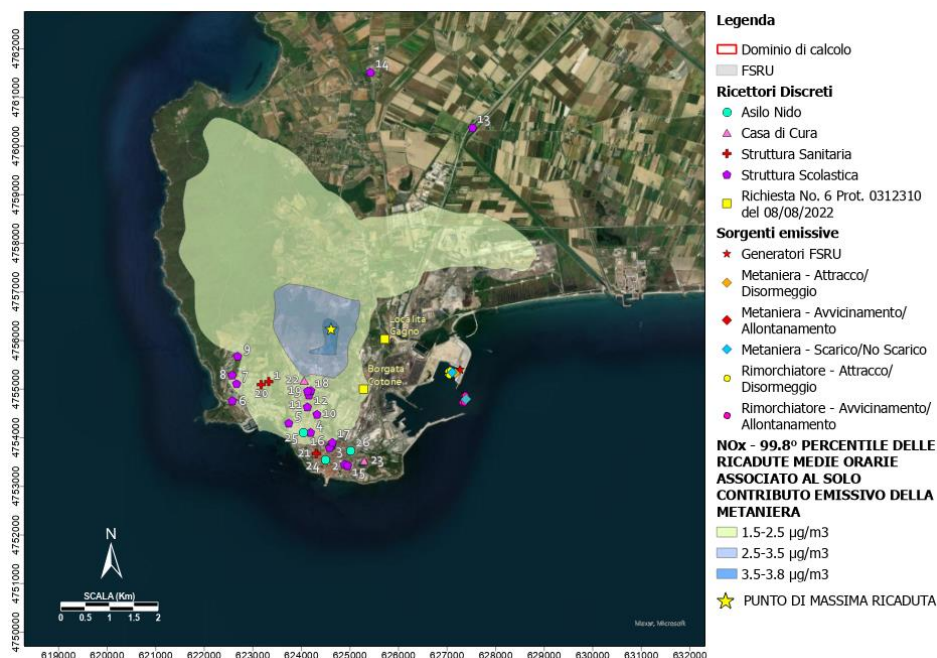 4762000
4761000
4760000
4759000
4758000
4757000
4756000
4755000
4754000
4753000
4752000
4751000
4750000
14
13
Località
Gagno
Borgata
Cotone
9
8
7
6
1
20
22
18
19
12
11
10
5
4
25
16
17
3
26
21
24
2
15
23
N
SCALA (Km)
0 0.5 1 2
Maxar, Microsoft
619000 620000 621000 622000 623000 624000 625000 626000 627000 628000 629000 630000 631000 632000
Legenda
Dominio di calcolo
FSRU
Ricettori Discreti
Asilo Nido
Casa di Cura
Struttura Sanitaria
Struttura Scolastica
Richiesta No. 6 Prot. 0312310
del 08/08/2022
Sorgenti emissive
Generatori FSRU
Metaniera - Attracco/
Disormeggio
Metaniera - Avvicinamento/
Allontanamento
Metaniera - Scarico/No Scarico
Rimorchiatore - Attracco/
Disormeggio
Rimorchiatore - Avvicinamento/
Allontanamento
NOx - 99.8º PERCENTILE DELLE
RICADUTE MEDIE ORARIE
ASSOCIATO AL SOLO
CONTRIBUTO EMISSIVO DELLA
METANIERA
1.5-2.5 µg/m3
2.5-3.5 µg/m3
3.5-3.8 µg/m3
PUNTO DI MASSIMA RICADUTA